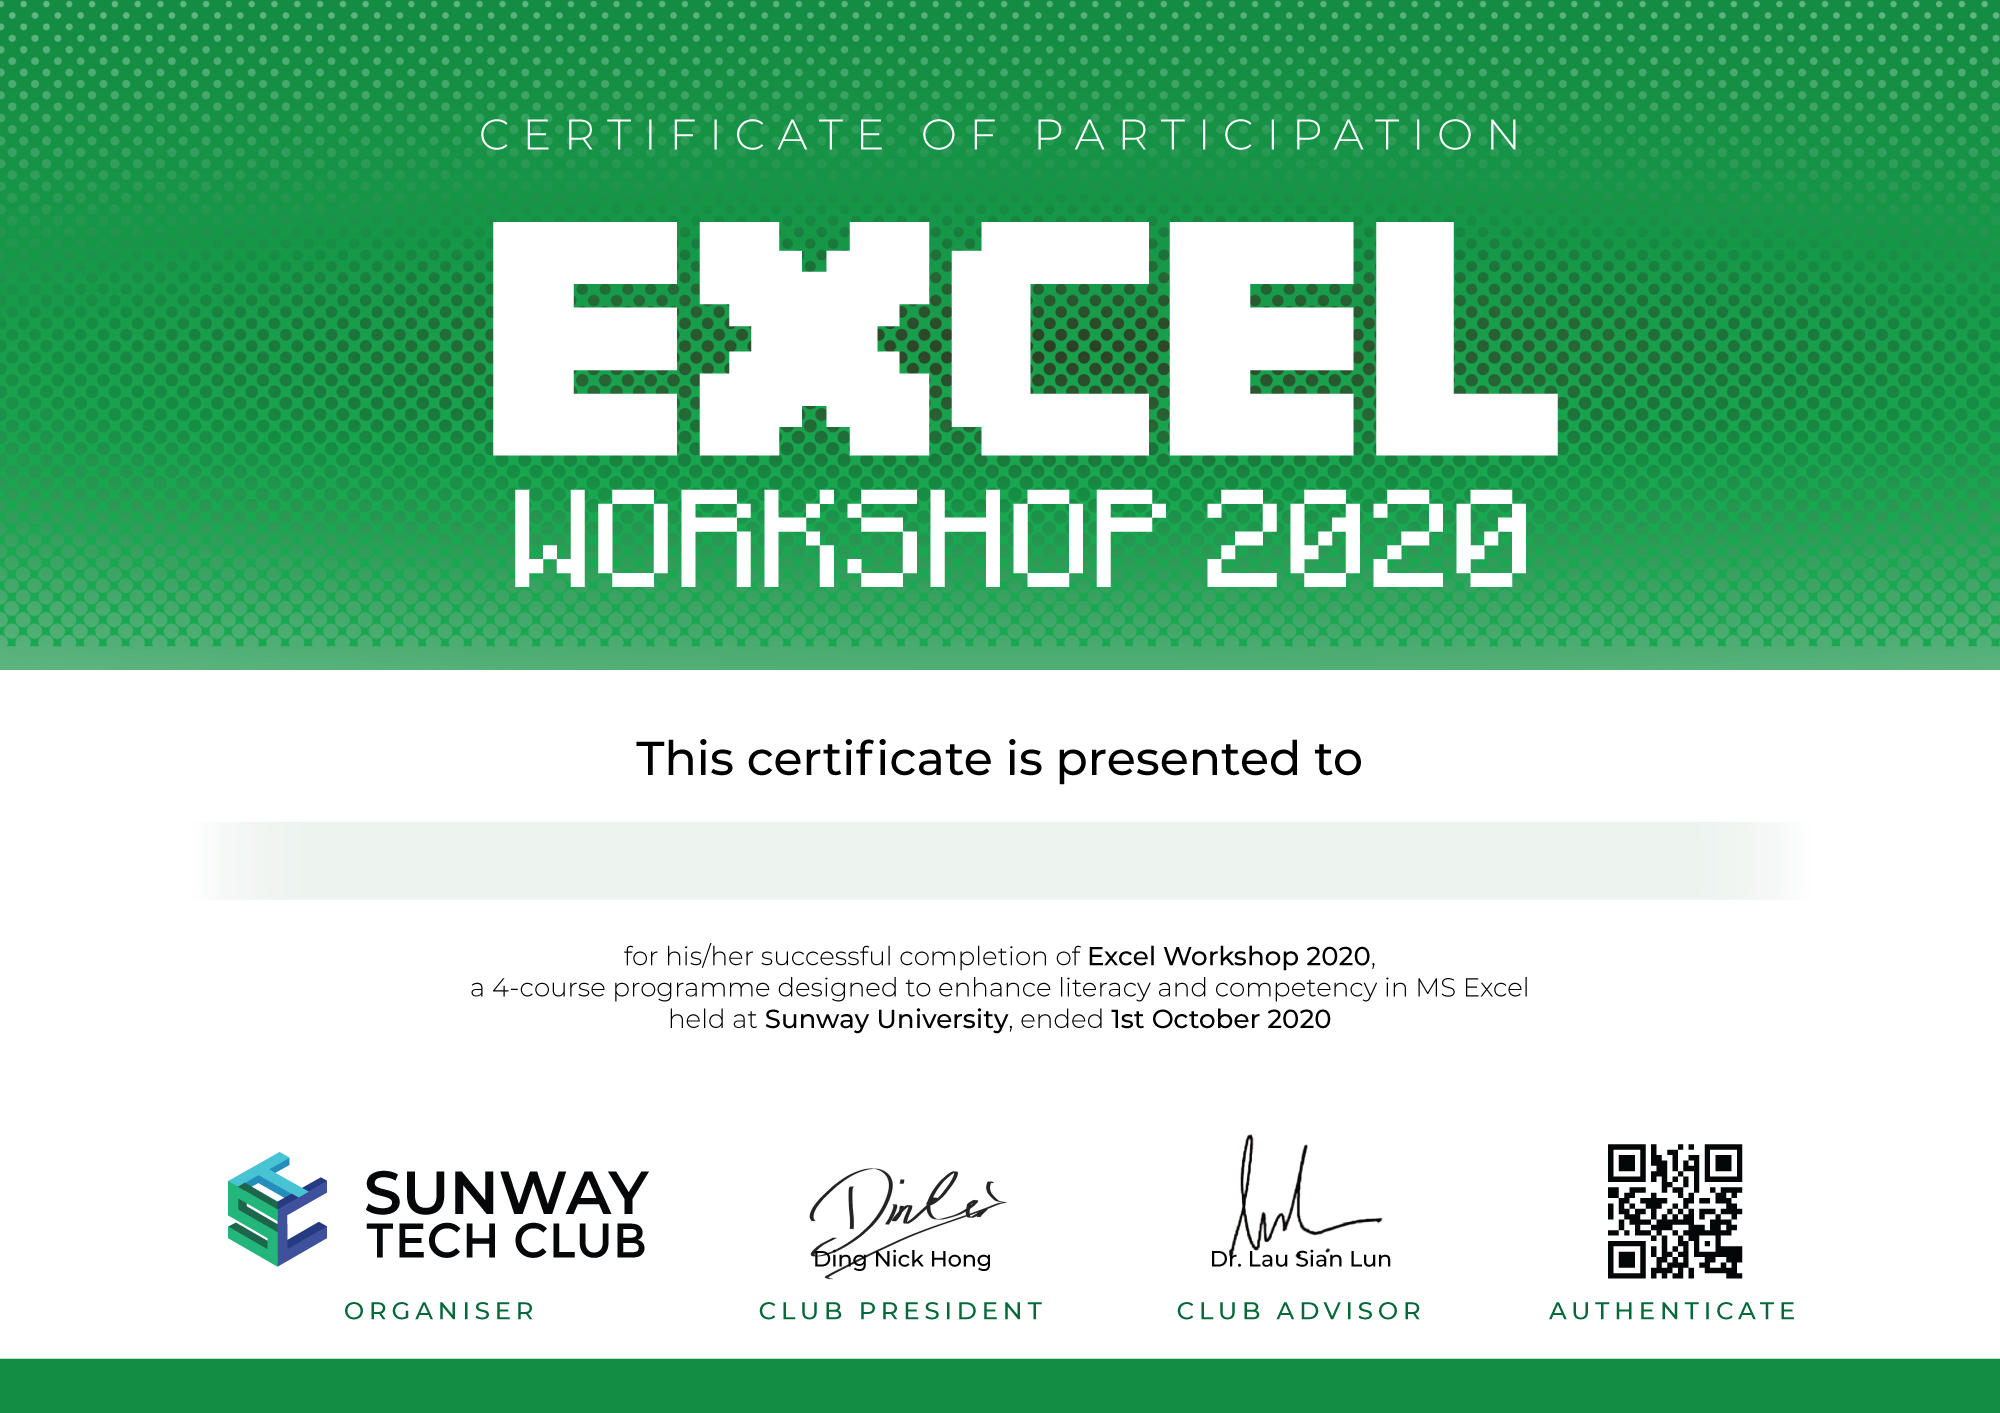 CERTIFICATE OF PARTICIPATION
EXCEL
WORKSHOP 2020
This certificate is presented to
for his/her successful completion of Excel Workshop 2020,
a 4-course programme designed to enhance literacy and competency in MS Excel
held at Sunway University, ended 1st October 2020
SUNWAY
TECH CLUB
ORGANISER
Ding Nick Hong
CLUB PRESIDENT
Dr. Lau Sian Lun
CLUB ADVISOR
AUTHENTICATE